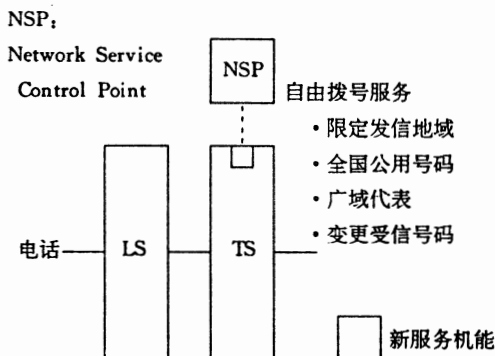 NSP：
Network Service
Control Point
NSP
自由拨号服务
·限定发信地域
·全国公用号码
·广域代表
·变更受信号码
电话
LS
TS
新服务机能